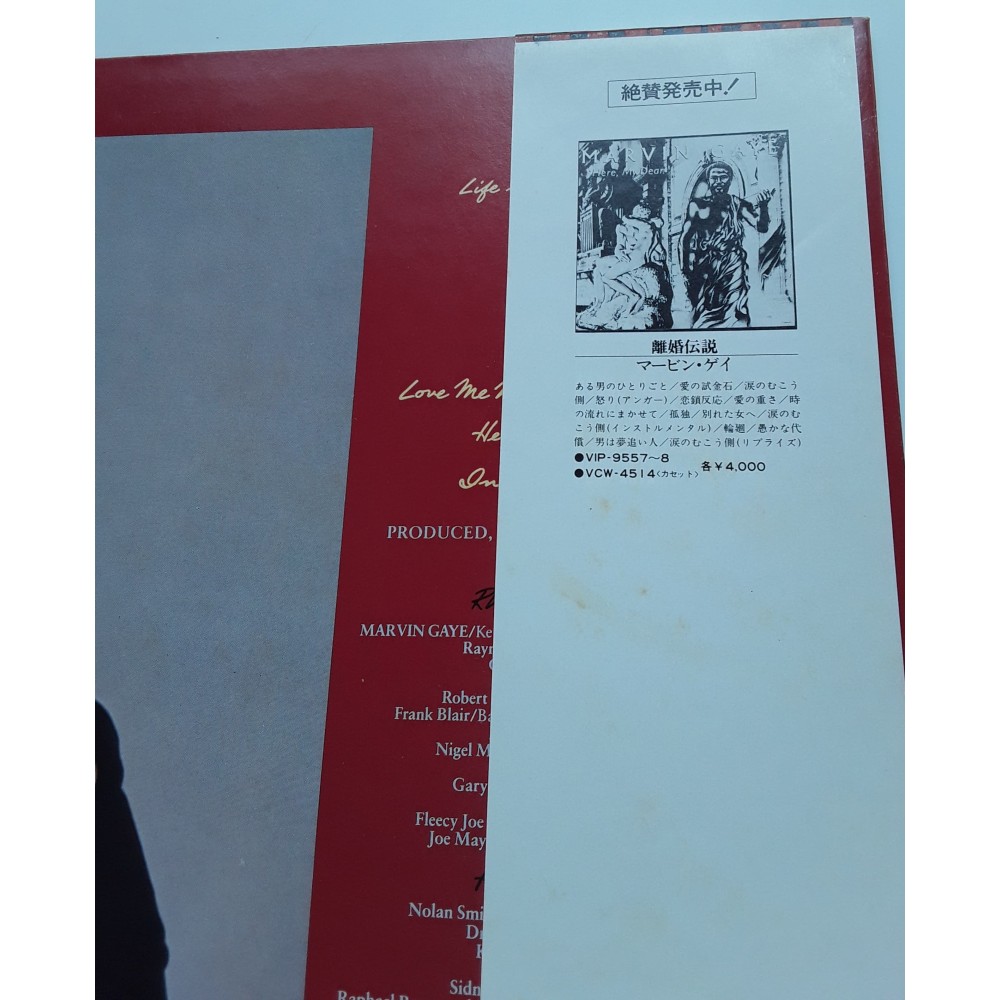 絶賛発売中!
MARVIN GAYE
Here, My Dear
離婚伝説
マービン・ゲイ
ある男のひとりごと/愛の試金石/涙のむこう
側/怒り(アンガー)/恋鎖反応/愛の重さ/時
の流れにまかせて/孤独/別れた女へ/涙のむ
こう側(インストルメンタル)/輪廻/愚かな代
償/男は夢追い人/涙のむこう側(リプライズ)
●VIP-9557〜8
●VCW-4514(カセット) 各¥4,000
Life
Love Me
PRODUCED,
MARVIN GAYE/Ke
Robert
Frank Blair/Ba
Nigel M
Gary
Fleecy Joe
Joe May
Nolan Smi
Sidn
Raphael